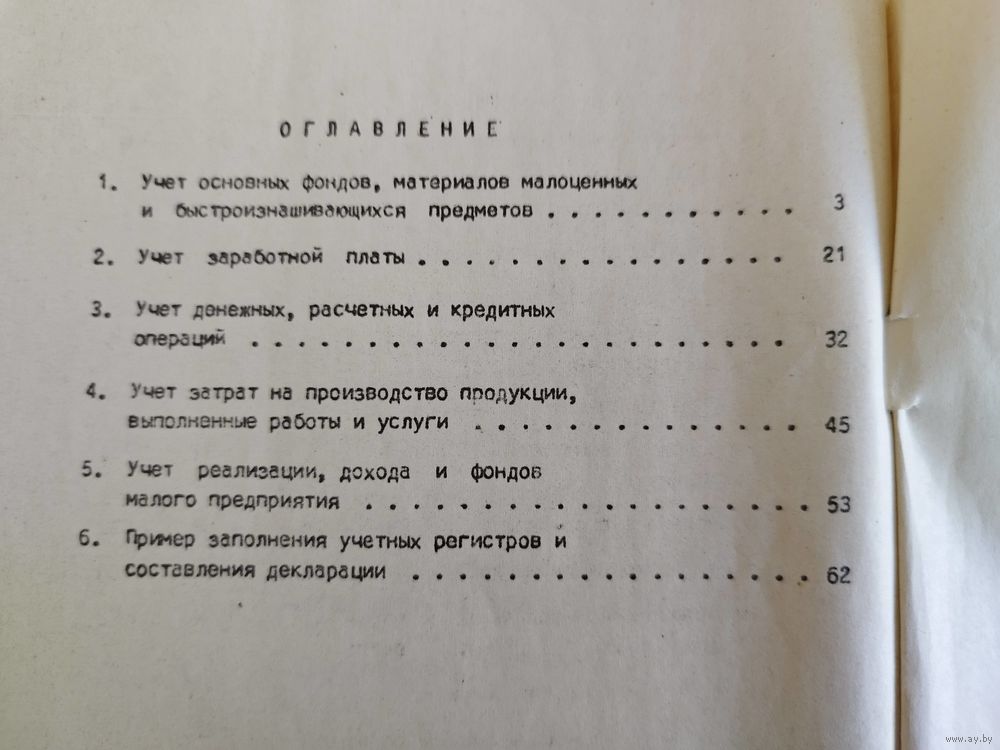 ОГЛАВЛЕНИЕ
1. Учет основных фондов, материалов малоценных
и быстроизнашивающихся предметов . . . . . . . . . . . 3
2. Учет заработной платы . . . . . . . . . . . . . . . . 21
3. Учет денежных, расчетных и кредитных
операций . . . . . . . . . . . . . . . . . . . . . . . 32
4. Учет затрат на производство продукции,
выполненные работы и услуги . . . . . . . . . . . . . . 45
5. Учет реализации, дохода и фондов
малого предприятия . . . . . . . . . . . . . . . . . . . 53
6. Пример заполнения учетных регистров и
составления декларации . . . . . . . . . . . . . . . . . 62
www.ay.by